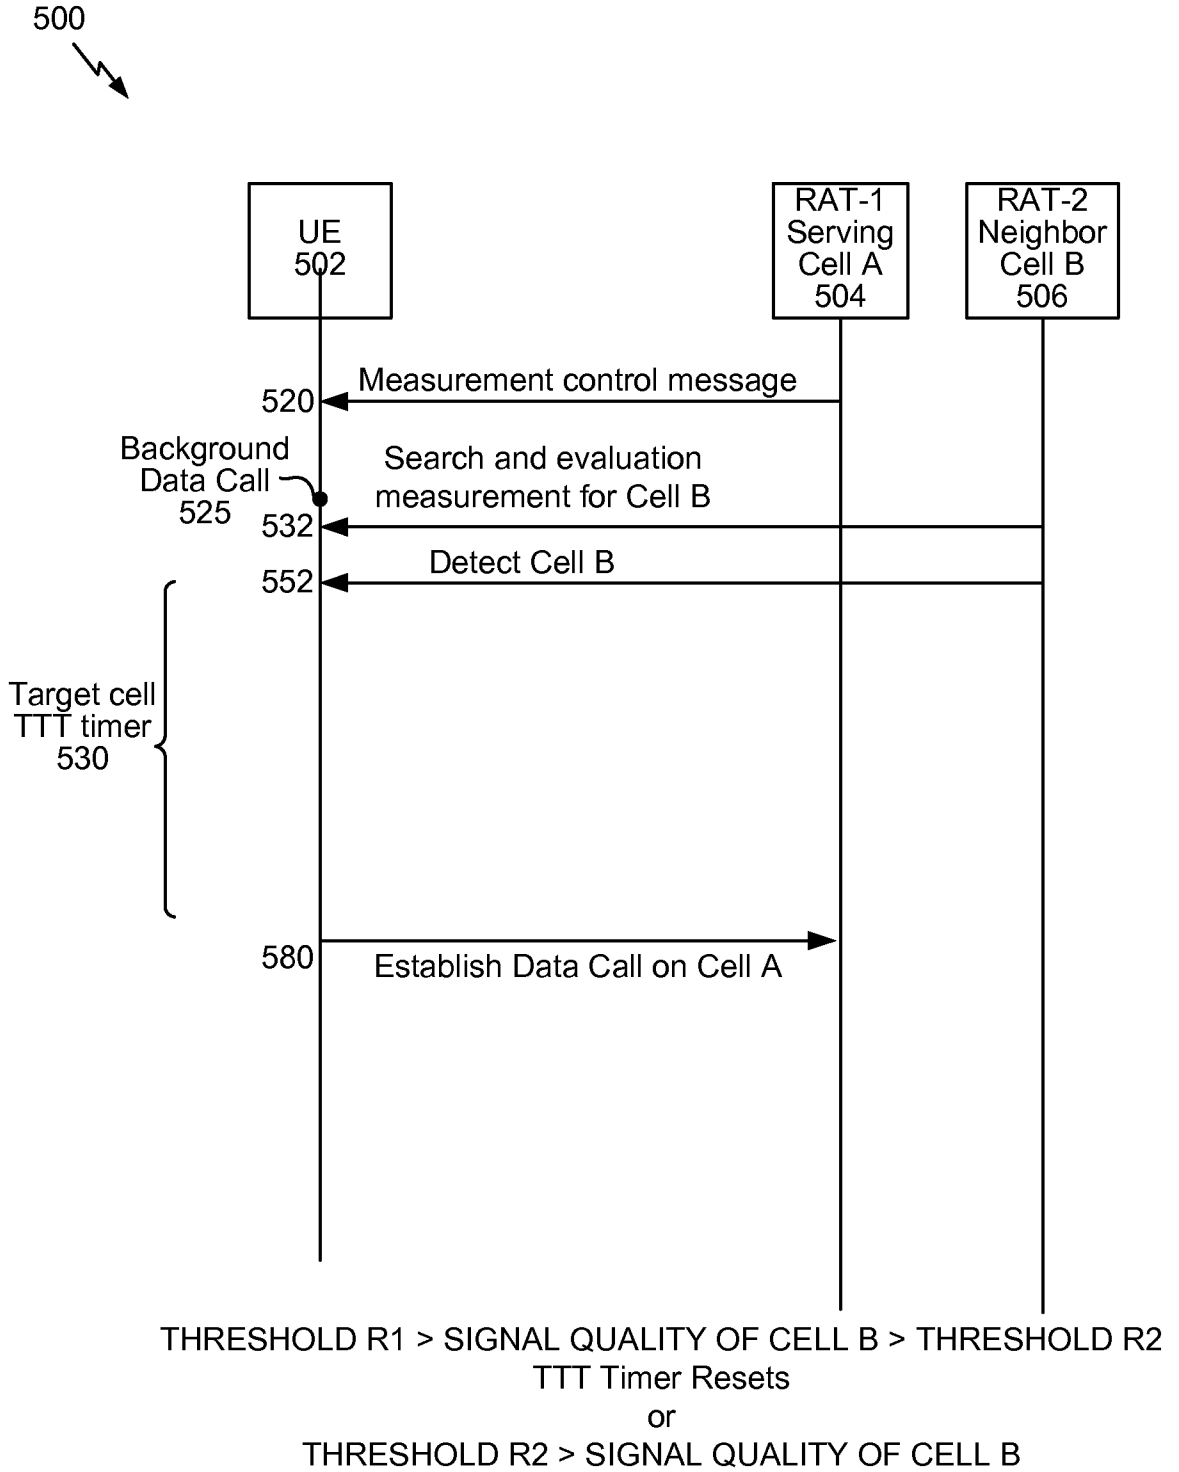 500
UE
502
RAT-1
Serving
Cell A
504
RAT-2
Neighbor
Cell B
506
Measurement control message
520
Background
Data Call
525
Search and evaluation
measurement for Cell B
532
Detect Cell B
552
Target cell
TTT timer
530
580
Establish Data Call on Cell A
THRESHOLD R1 > SIGNAL QUALITY OF CELL B > THRESHOLD R2
TTT Timer Resets
or
THRESHOLD R2 > SIGNAL QUALITY OF CELL B